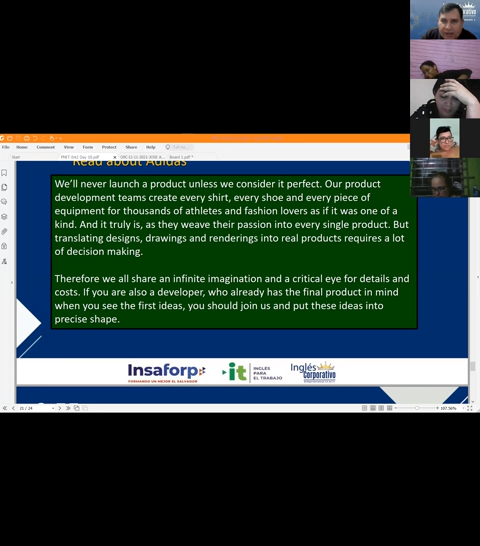 File Home Comment View Form Protect Share Help
Start
Read about Adidas
We'll never launch a product unless we consider it perfect. Our product
development teams create every shirt, every shoe and every piece of
equipment for thousands of athletes and fashion lovers as if it was one of a
kind. And it truly is, as they weave their passion into every single product. But
translating designs, drawings and renderings into real products requires a lot
of decision making.
Therefore we all share an infinite imagination and a critical eye for details and
costs. If you are also a developer, who already has the final product in mind
when you see the first ideas, you should join us and put these ideas into
precise shape.
Insaforp
FORMANDO UN MEJOR EL SALVADOR
it
INGLÉS
PARA
EL TRABAJO
Inglés
Corporativo
21 / 24
107.56%